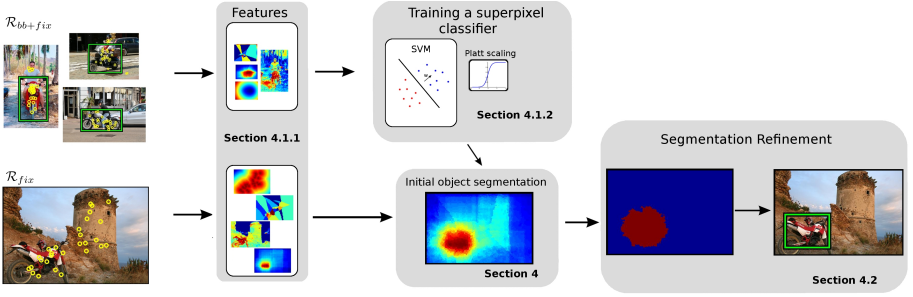 R_bb+fix
Features
Section 4.1.1
Training a superpixel
classifier
SVM
Platt scaling
w
Section 4.1.2
R_fix
Initial object segmentation
Section 4
Segmentation Refinement
Section 4.2